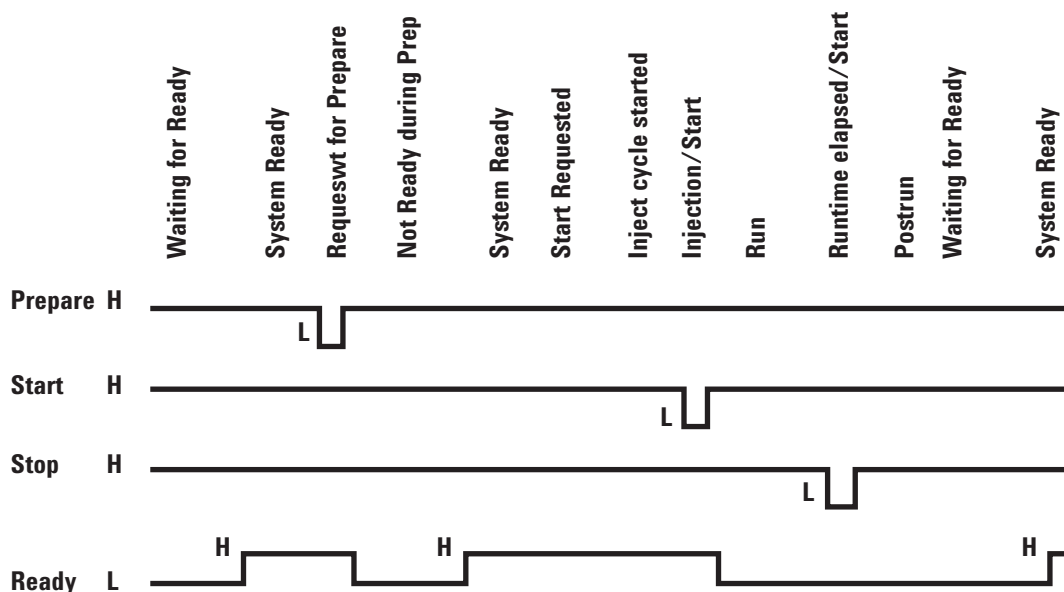 Waiting for Ready
System Ready
Requeswt for Prepare
Not Ready during Prep
System Ready
Start Requested
Inject cycle started
Injection/Start
Run
Runtime elapsed/Start
Postrun
Waiting for Ready
System Ready
Prepare H
L
Start H
L
Stop H
L
H H H
Ready L